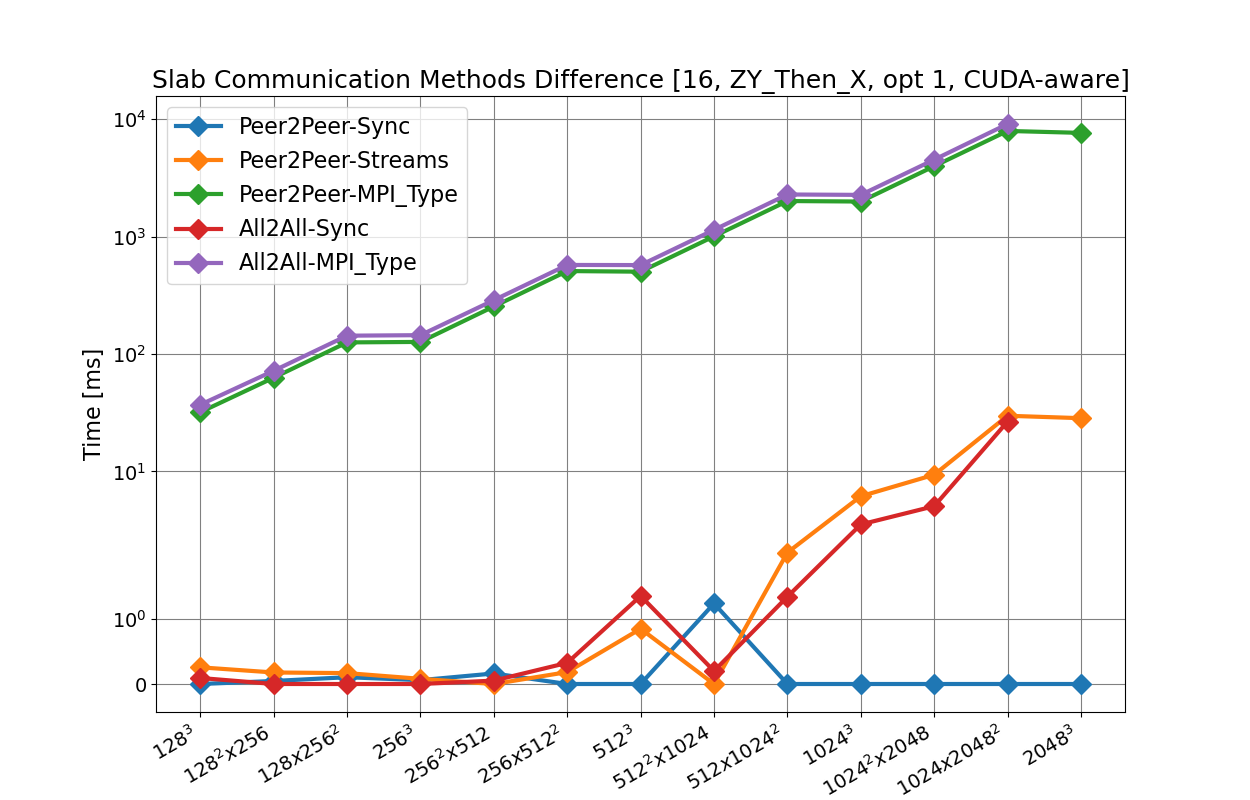 Slab Communication Methods Difference [16, ZY_Then_X, opt 1, CUDA-aware]
Peer2Peer-Sync
Peer2Peer-Streams
Peer2Peer-MPI_Type
All2All-Sync
All2All-MPI_Type
Time [ms]
10⁴
10³
10²
10¹
10⁰
0
128³
128²x256
128x256²
256³
256²x512
256x512²
512³
512²x1024
512x1024²
1024³
1024²x2048
1024x2048²
2048³